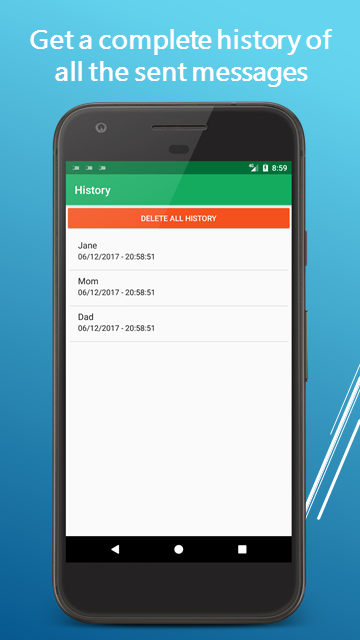 Get a complete history of
all the sent messages
8:59
History
DELETE ALL HISTORY
Jane
06/12/2017 - 20:58:51
Mom
06/12/2017 - 20:58:51
Dad
06/12/2017 - 20:58:51